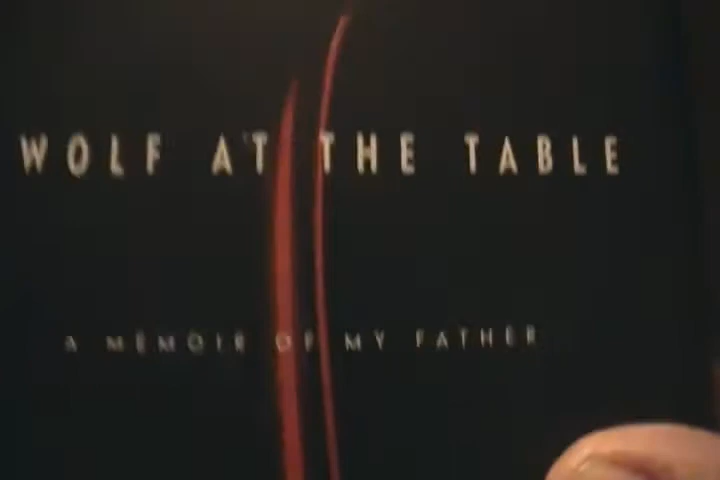 WOLF AT THE TABLE
A MEMOIR OF MY FATHER